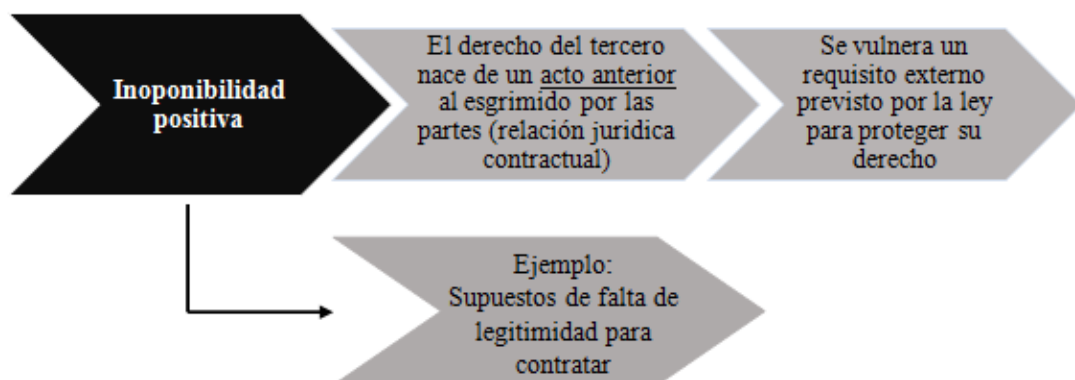 Inoponibilidad
positiva
El derecho del tercero
nace de un acto anterior
al esgrimido por las
partes (relación juridica
contractual)
Se vulnera un
requisito externo
previsto por la ley
para proteger su
derecho
Ejemplo:
Supuestos de falta de
legitimidad para
contratar